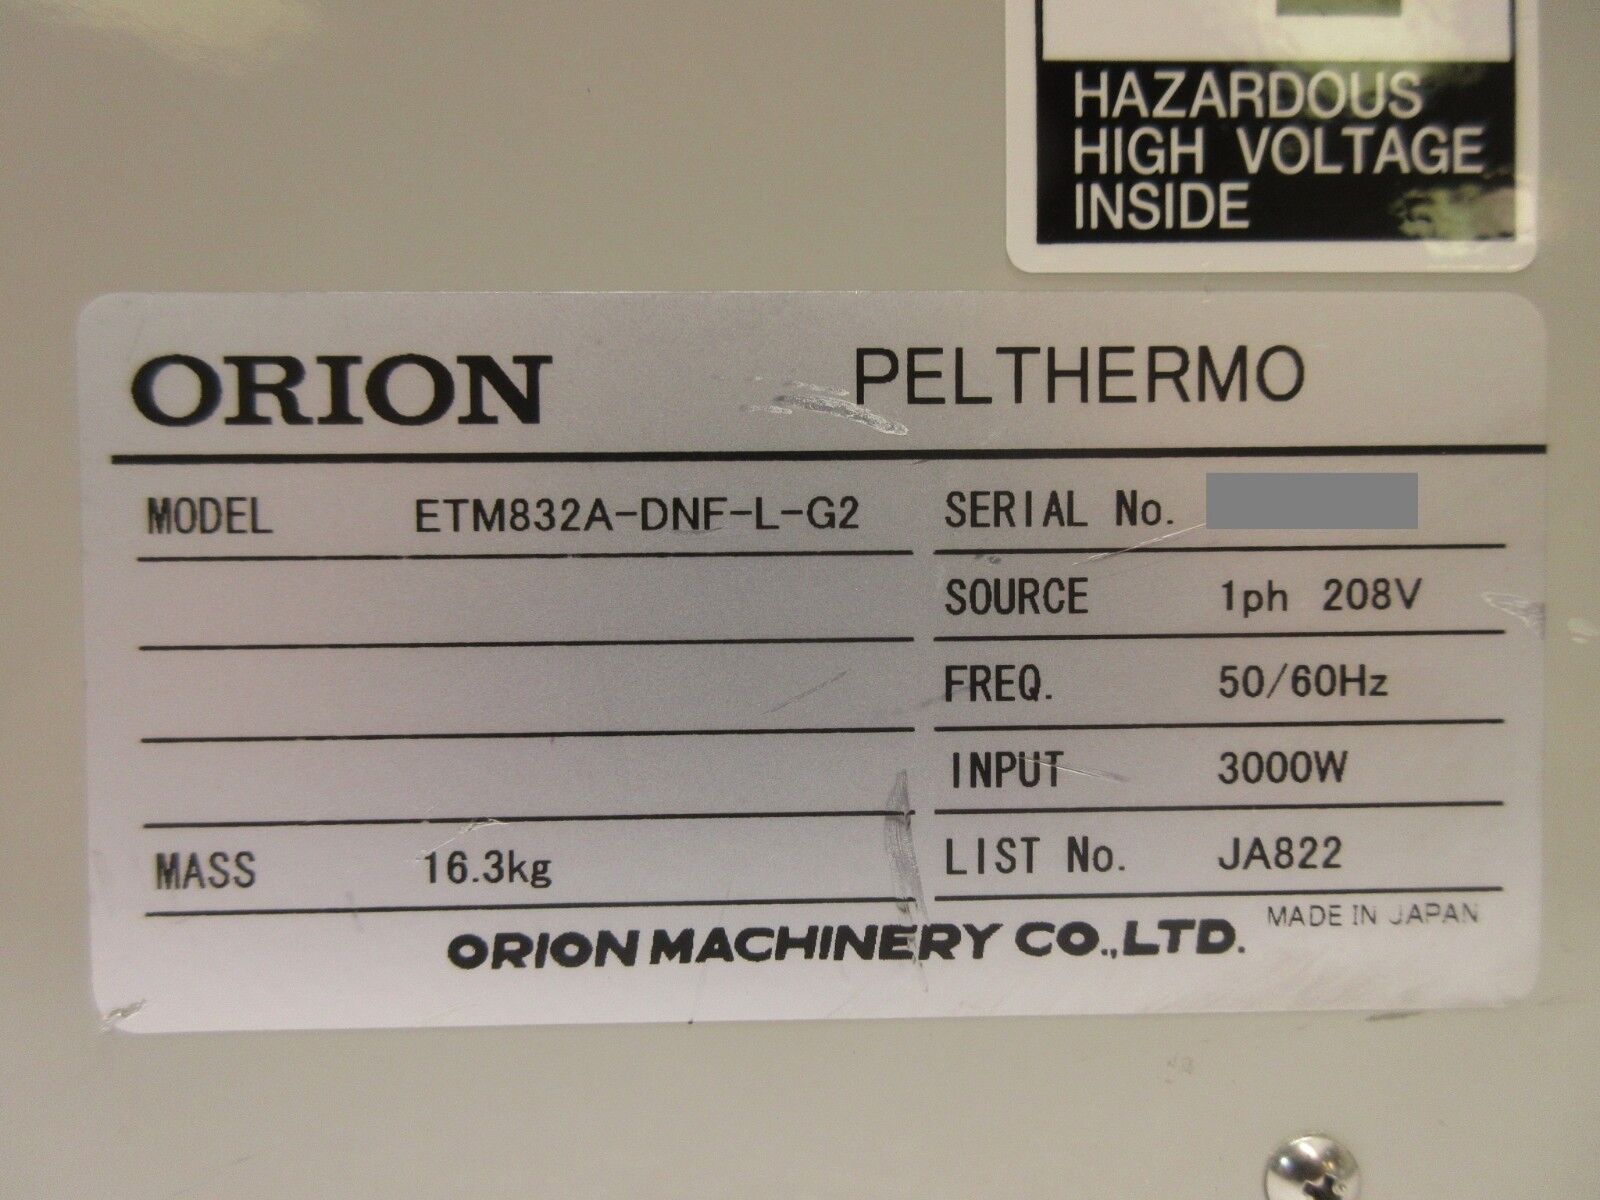 HAZARDOUS
HIGH VOLTAGE
INSIDE
ORION PELTHERMO
MODEL ETM832A-DNF-L-G2 SERIAL No.
SOURCE 1ph 208V
FREQ. 50/60Hz
INPUT 3000W
MASS 16.3kg LIST No. JA822
MADE IN JAPAN
ORION MACHINERY CO.,LTD.